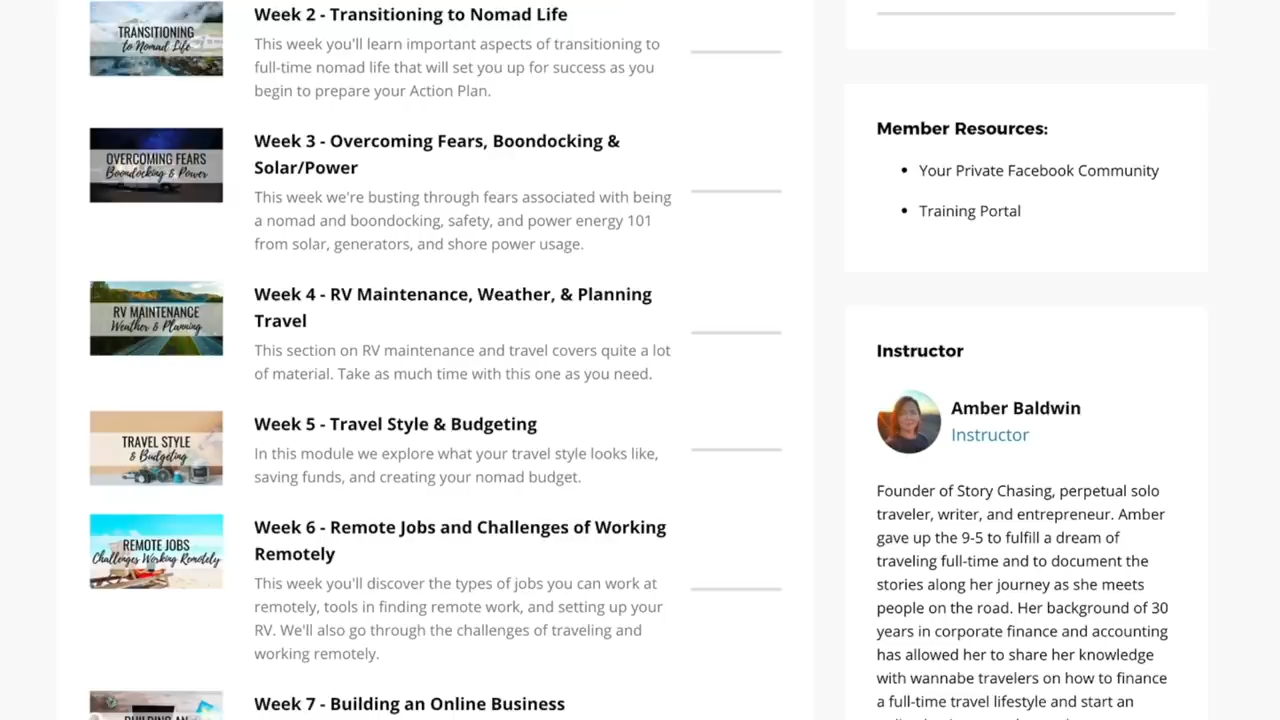 TRANSITIONING
to Nomad Life
Week 2 - Transitioning to Nomad Life
This week you'll learn important aspects of transitioning to
full-time nomad life that will set you up for success as you
begin to prepare your Action Plan.
OVERCOMING FEARS
Boondocking & Power
Week 3 - Overcoming Fears, Boondocking &
Solar/Power
This week we're busting through fears associated with being
a nomad and boondocking, safety, and power energy 101
from solar, generators, and shore power usage.
RV MAINTENANCE
Weather & Planning
Week 4 - RV Maintenance, Weather, & Planning
Travel
This section on RV maintenance and travel covers quite a lot
of material. Take as much time with this one as you need.
TRAVEL STYLE
& Budgeting
Week 5 - Travel Style & Budgeting
In this module we explore what your travel style looks like,
saving funds, and creating your nomad budget.
REMOTE JOBS
Challenges Working Remotely
Week 6 - Remote Jobs and Challenges of Working
Remotely
This week you'll discover the types of jobs you can work at
remotely, tools in finding remote work, and setting up your
RV. We'll also go through the challenges of traveling and
working remotely.
BUILDING AN
Week 7 - Building an Online Business
Member Resources:
• Your Private Facebook Community
• Training Portal
Instructor
Amber Baldwin
Instructor
Founder of Story Chasing, perpetual solo
traveler, writer, and entrepreneur. Amber
gave up the 9-5 to fulfill a dream of
traveling full-time and to document the
stories along her journey as she meets
people on the road. Her background of 30
years in corporate finance and accounting
has allowed her to share her knowledge
with wannabe travelers on how to finance
a full-time travel lifestyle and start an